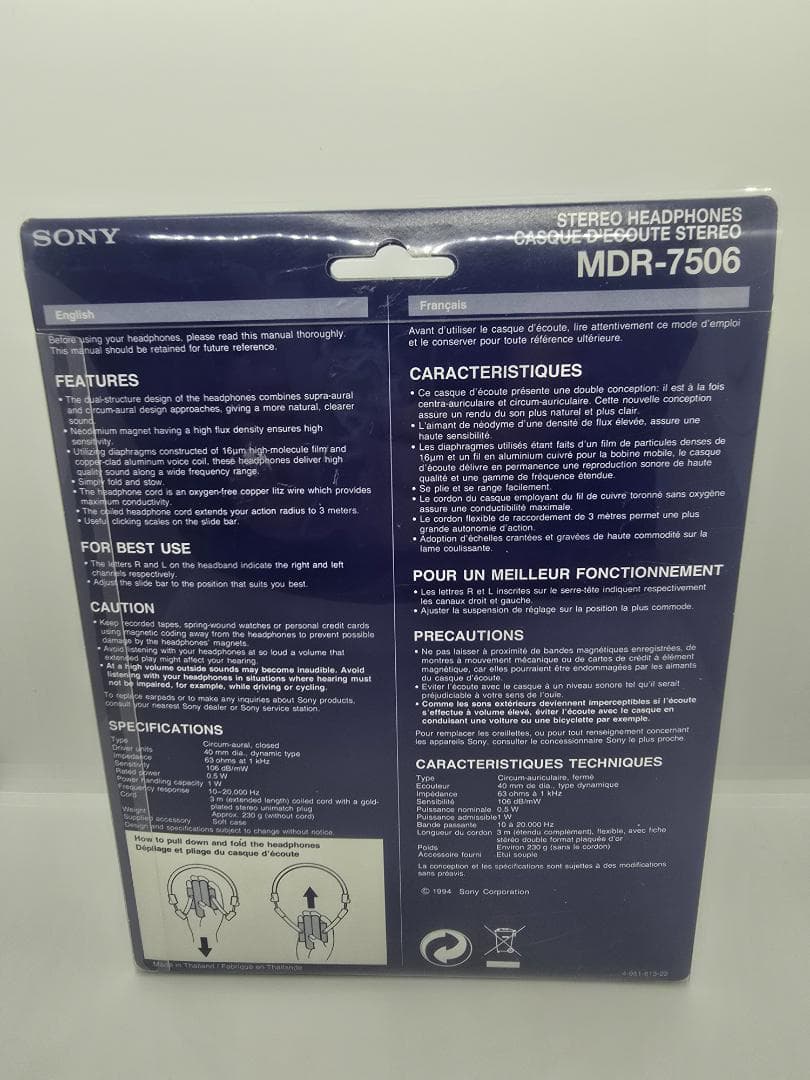 SONY
STEREO HEADPHONES
CASQUE D'ECOUTE STEREO
MDR-7506
English
Before using your headphones, please read this manual thoroughly.
This manual should be retained for future reference.
FEATURES
• The dual-structure design of the headphones combines supra-aural
and circum-aural design approaches, giving a more natural, clearer
sound.
• Neodymium magnet having a high flux density ensures high
sensitivity.
• Utilizing diaphragms constructed of 16µm high-molecule film and
copper-clad aluminum voice coil, these headphones deliver high
quality sound along a wide frequency range.
• Simply fold and stow.
• The headphone cord is an oxygen-free copper litz wire which provides
maximum conductivity.
• The coiled headphone cord extends your action radius to 3 meters.
• Useful clicking scales on the slide bar.
FOR BEST USE
• The letters R and L on the headband indicate the right and left
channels respectively.
• Adjust the slide bar to the position that suits you best.
CAUTION
• Keep recorded tapes, spring-wound watches or personal credit cards
using magnetic coding away from the headphones to prevent possible
damage by the headphones' magnets.
• Avoid listening with your headphones at so loud a volume that
extended play might affect your hearing.
• At a high volume outside sounds may become inaudible. Avoid
listening with your headphones in situations where hearing must
not be impaired, for example, while driving or cycling.
To replace earpads or to make any inquiries about Sony products,
consult your nearest Sony dealer or Sony service station.
SPECIFICATIONS
Type Circum-aural, closed
Driver units 40 mm dia., dynamic type
Impedance 63 ohms at 1 kHz
Sensitivity 106 dB/mW
Rated power 0.5 W
Power handling capacity 1 W
Frequency response 10–20,000 Hz
Cord 3 m (extended length) coiled cord with a gold-
plated stereo unimatch plug
Weight Approx. 230 g (without cord)
Supplied accessory Soft case
Design and specifications subject to change without notice.
How to pull down and fold the headphones
Dépliage et pliage du casque d'écoute
Made in Thailand / Fabriqué en Thaïlande
Français
Avant d'utiliser le casque d'écoute, lire attentivement ce mode d'emploi
et le conserver pour toute référence ultérieure.
CARACTERISTIQUES
• Ce casque d'écoute présente une double conception: il est à la fois
centra-auriculaire et circum-auriculaire. Cette nouvelle conception
assure un rendu du son plus naturel et plus clair.
• L'aimant de néodyme d'une densité de flux élevée, assure une
haute sensibilité.
• Les diaphragmes utilisés étant faits d'un film de particules denses de
16µm et un fil en aluminium cuivré pour la bobine mobile, le casque
d'écoute délivre en permanence une reproduction sonore de haute
qualité et une gamme de fréquence étendue.
• Se plie et se range facilement.
• Le cordon du casque employant du fil de cuivre toronné sans oxygène
assure une conductibilité maximale.
• Le cordon flexible de raccordement de 3 mètres permet une plus
grande autonomie d'action.
• Adoption d'échelles crantées et gravées de haute commodité sur la
lame coulissante.
POUR UN MEILLEUR FONCTIONNEMENT
• Les lettres R et L inscrites sur le serre-tête indiquent respectivement
les canaux droit et gauche.
• Ajuster la suspension de réglage sur la position la plus commode.
PRECAUTIONS
• Ne pas laisser à proximité de bandes magnétiques enregistrées, de
montres à mouvement mécanique ou de cartes de crédit à élément
magnétique, car elles pourraient être endommagées par les aimants
du casque d'écoute.
• Eviter l'écoute avec le casque à un niveau sonore tel qu'il serait
préjudiciable à votre sens de l'ouïe.
• Comme les sons extérieurs deviennent imperceptibles si l'écoute
s'effectue à volume élevé, éviter l'écoute avec le casque en
conduisant une voiture ou une bicyclette par exemple.
Pour remplacer les oreillettes, ou pour tout renseignement concernant
les appareils Sony, consulter le concessionnaire Sony le plus proche.
CARACTERISTIQUES TECHNIQUES
Type Circum-auriculaire, fermé
Ecouteur 40 mm de dia., type dynamique
Impédance 63 ohms à 1 kHz
Sensibilité 106 dB/mW
Puissance nominale 0.5 W
Puissance admissible 1 W
Bande passante 10 à 20.000 Hz
Longueur du cordon 3 m (étendu complément), flexible, avec fiche
stéréo double format plaquée d'or
Poids Environ 230 g (sans le cordon)
Accessoire fourni Etui souple
La conception et les spécifications sont sujettes à des modifications
sans préavis.
© 1994 Sony Corporation